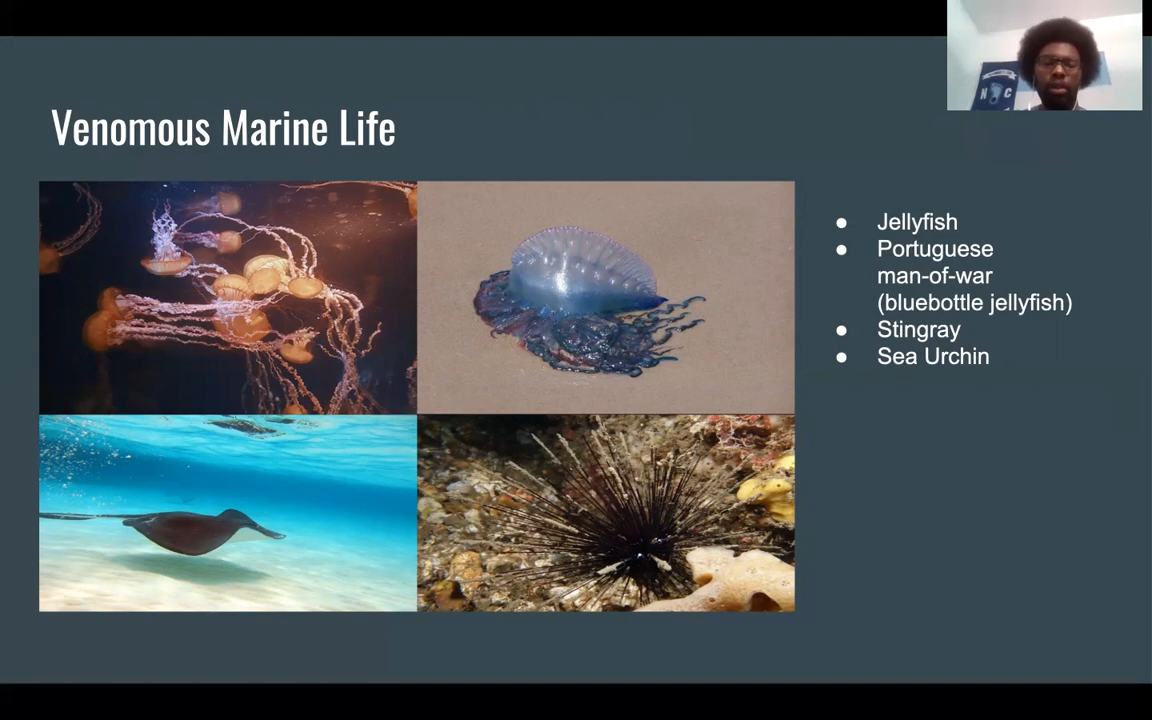 Venomous Marine Life
N C
● Jellyfish
● Portuguese
man-of-war
(bluebottle jellyfish)
● Stingray
● Sea Urchin